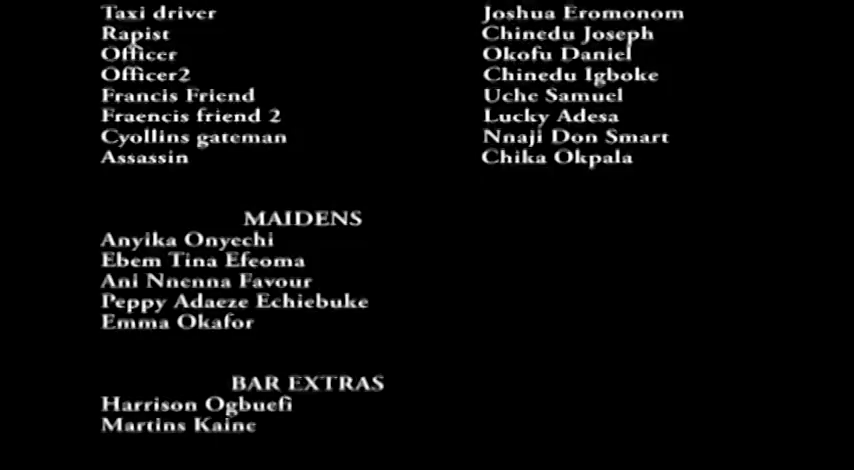 Taxi driver Joshua Eromonom
Rapist Chinedu Joseph
Officer Okofu Daniel
Officer2 Chinedu Igboke
Francis Friend Uche Samuel
Fraencis friend 2 Lucky Adesa
Cyollins gateman Nnaji Don Smart
Assassin Chika Okpala
MAIDENS
Anyika Onyechi
Ebem Tina Efeoma
Ani Nnenna Favour
Peppy Adaeze Echiebuke
Emma Okafor
BAR EXTRAS
Harrison Ogbuefi
Martins Kaine